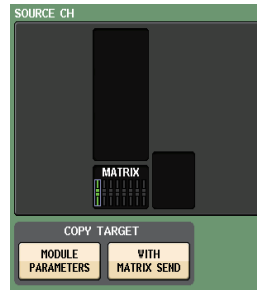 SOURCE CH
MATRIX
COPY TARGET
MODULE
PARAMETERS
WITH
MATRIX SEND